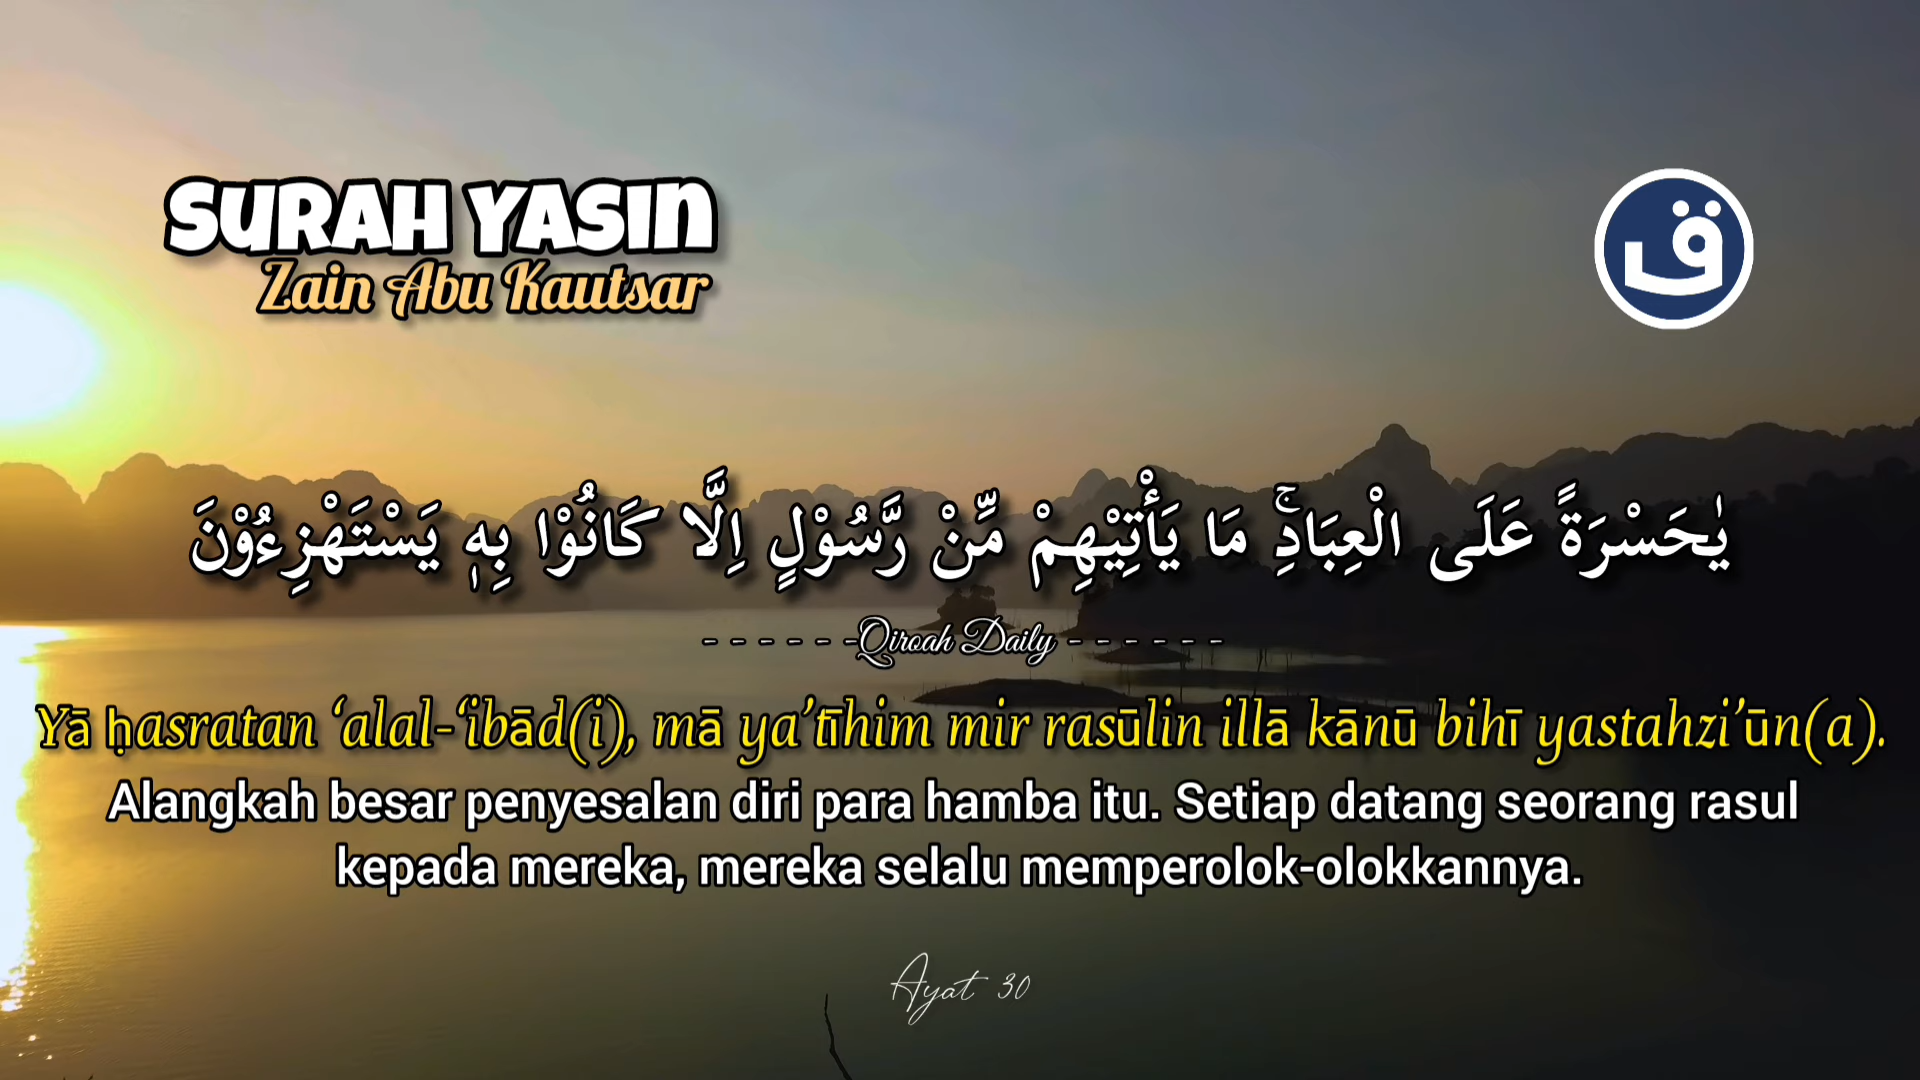 SURAH YASIN
Zain Abu Kautsar
ق
يٰحَسْرَةً عَلَى الْعِبَادِۚ مَا يَأْتِيْهِمْ مِّنْ رَّسُوْلٍ اِلَّا كَانُوْا بِهٖ يَسْتَهْزِءُوْنَ
- - - - - -Qiroah Daily - - - - - -
Yā ḥasratan ‘alal-‘ibād(i), mā ya’tīhim mir rasūlin illā kānū bihī yastahzi’ūn(a).
Alangkah besar penyesalan diri para hamba itu. Setiap datang seorang rasul
kepada mereka, mereka selalu memperolok-olokkannya.
Ayat 30